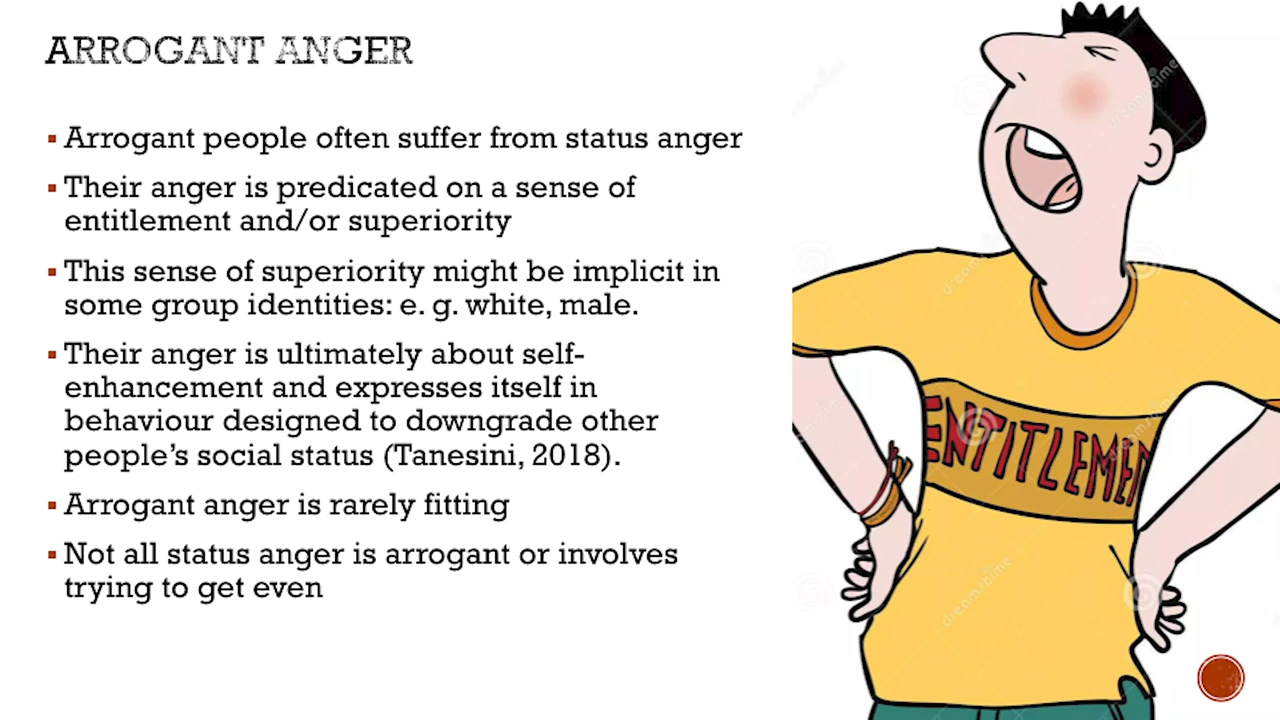 ARROGANT ANGER
▪ Arrogant people often suffer from status anger
▪ Their anger is predicated on a sense of
entitlement and/or superiority
▪ This sense of superiority might be implicit in
some group identities: e. g. white, male.
▪ Their anger is ultimately about self-
enhancement and expresses itself in
behaviour designed to downgrade other
people's social status (Tanesini, 2018).
▪ Arrogant anger is rarely fitting
▪ Not all status anger is arrogant or involves
trying to get even
ENTITLEMEN
dreamstime
dreamstime
dreamstime